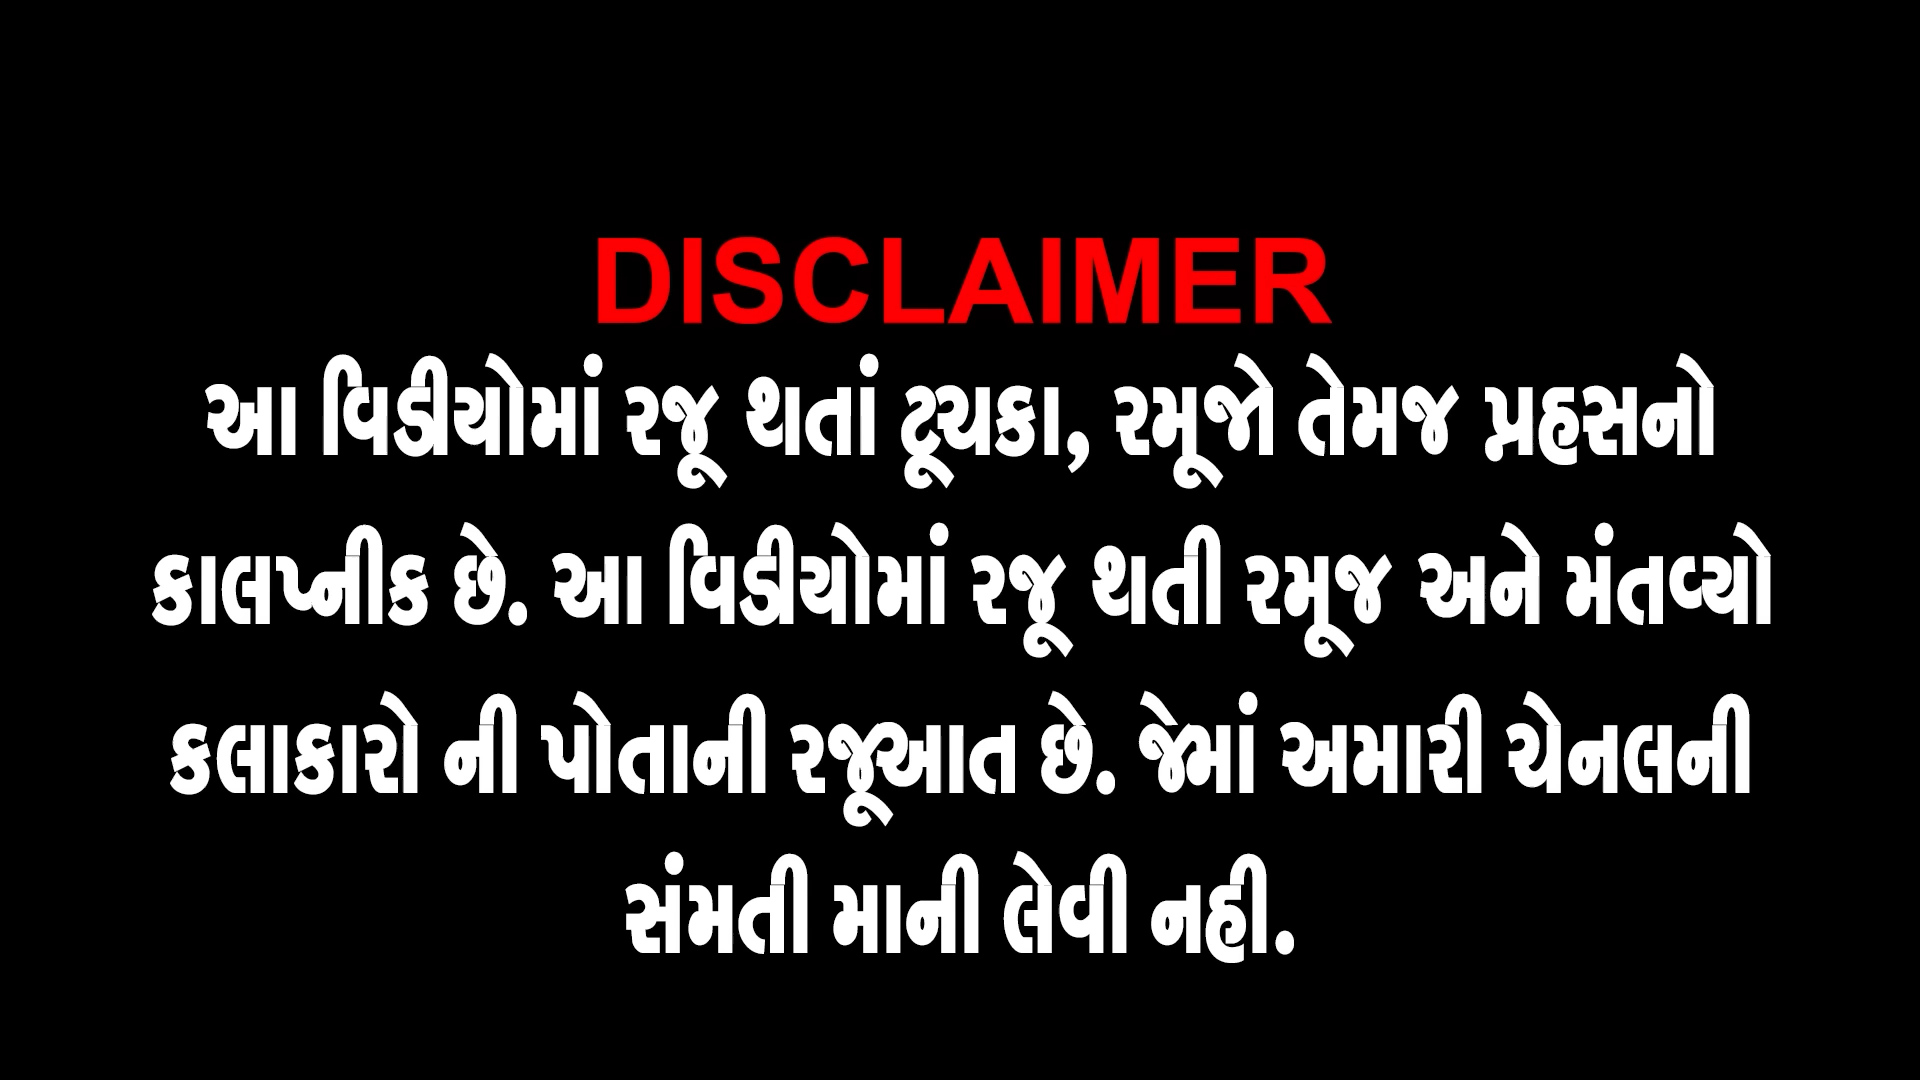 DISCLAIMER
આ વિડીયોમાં રજૂ થતાં ટૂચકા, રમૂજો તેમજ પ્રહસનો
કાલપ્નીક છે. આ વિડીયોમાં રજૂ થતી રમૂજ અને મંતવ્યો
કલાકારો ની પોતાની રજૂઆત છે. જેમાં અમારી ચેનલની
સંમતી માની લેવી નહી.